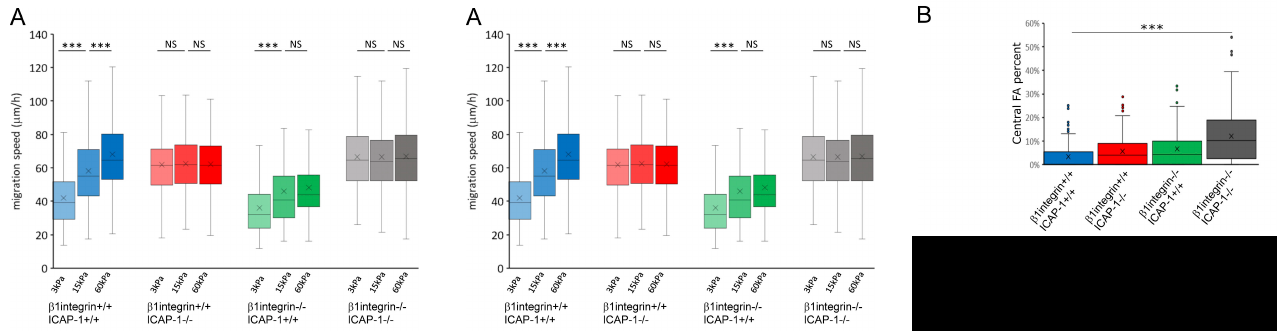 A
migration speed (μm/h)
140
120
100
80
60
40
20
0
*** *** NS NS *** NS NS NS
3kPa 15kPa 60kPa 3kPa 15kPa 60kPa 3kPa 15kPa 60kPa 3kPa 15kPa 60kPa
β1integrin+/+ β1integrin+/+ β1integrin-/- β1integrin-/-
ICAP-1+/+ ICAP-1-/- ICAP-1+/+ ICAP-1-/-
A
migration speed (μm/h)
140
120
100
80
60
40
20
0
*** *** NS NS *** NS NS NS
3kPa 15kPa 60kPa 3kPa 15kPa 60kPa 3kPa 15kPa 60kPa 3kPa 15kPa 60kPa
β1integrin+/+ β1integrin+/+ β1integrin-/- β1integrin-/-
ICAP-1+/+ ICAP-1-/- ICAP-1+/+ ICAP-1-/-
B
Central FA percent
60%
50%
40%
30%
20%
10%
0%
***
β1integrin+/+
ICAP-1+/+
β1integrin+/+
ICAP-1-/-
β1integrin-/-
ICAP-1+/+
β1integrin-/-
ICAP-1-/-